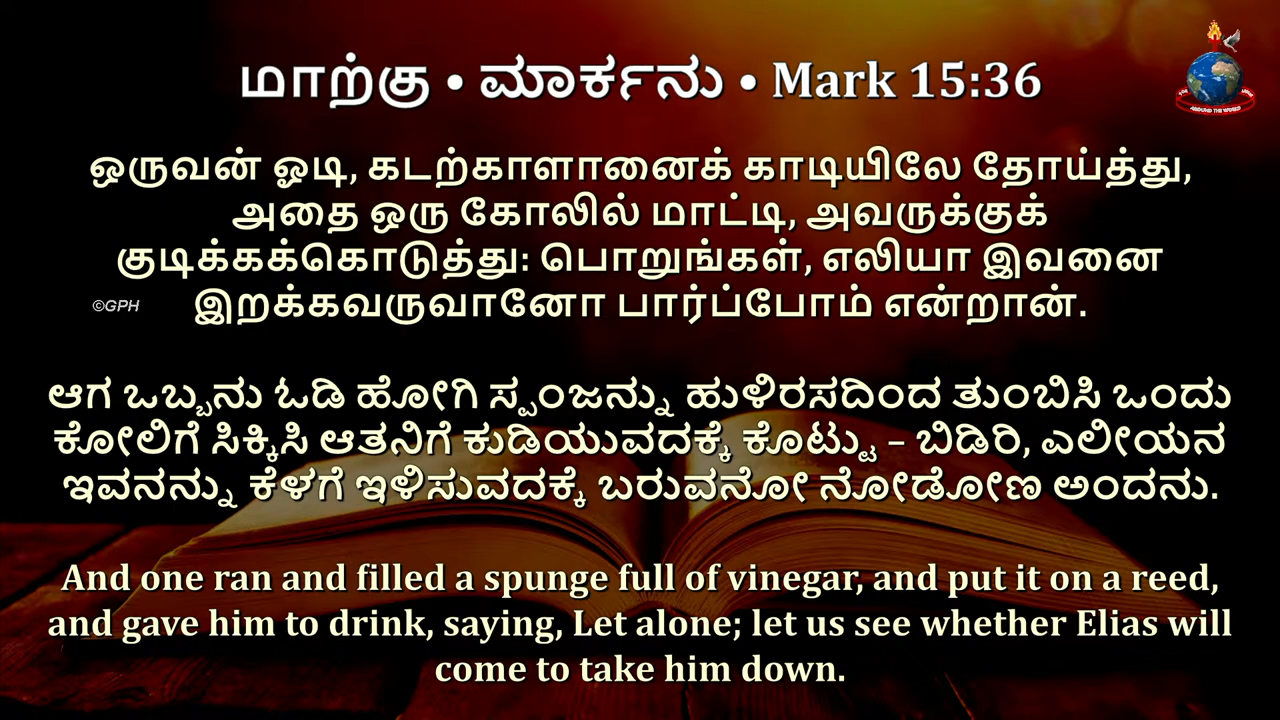 மாற்கு • ಮಾರ್ಕನು • Mark 15:36
ஒருவன் ஓடி, கடற்காளானைக் காடியிலே தோய்த்து,
அதை ஒரு கோலில் மாட்டி, அவருக்குக்
குடிக்கக்கொடுத்து: பொறுங்கள், எலியா இவனை
©GPH
இறக்கவருவானோ பார்ப்போம் என்றான்.
ಆಗ ಒಬ್ಬನು ಓಡಿ ಹೋಗಿ ಸ್ಪಂಜನ್ನು ಹುಳಿರಸದಿಂದ ತುಂಬಿಸಿ ಒಂದು
ಕೋಲಿಗೆ ಸಿಕ್ಕಿಸಿ ಆತನಿಗೆ ಕುಡಿಯುವದಕ್ಕೆ ಕೊಟ್ಟು – ಬಿಡಿರಿ, ಎಲೀಯನ
ಇವನನ್ನು ಕೆಳಗೆ ಇಳಿಸುವದಕ್ಕೆ ಬರುವನೋ ನೋಡೋಣ ಅಂದನು.
And one ran and filled a spunge full of vinegar, and put it on a reed,
and gave him to drink, saying, Let alone; let us see whether Elias will
come to take him down.
AROUND THE WORLD